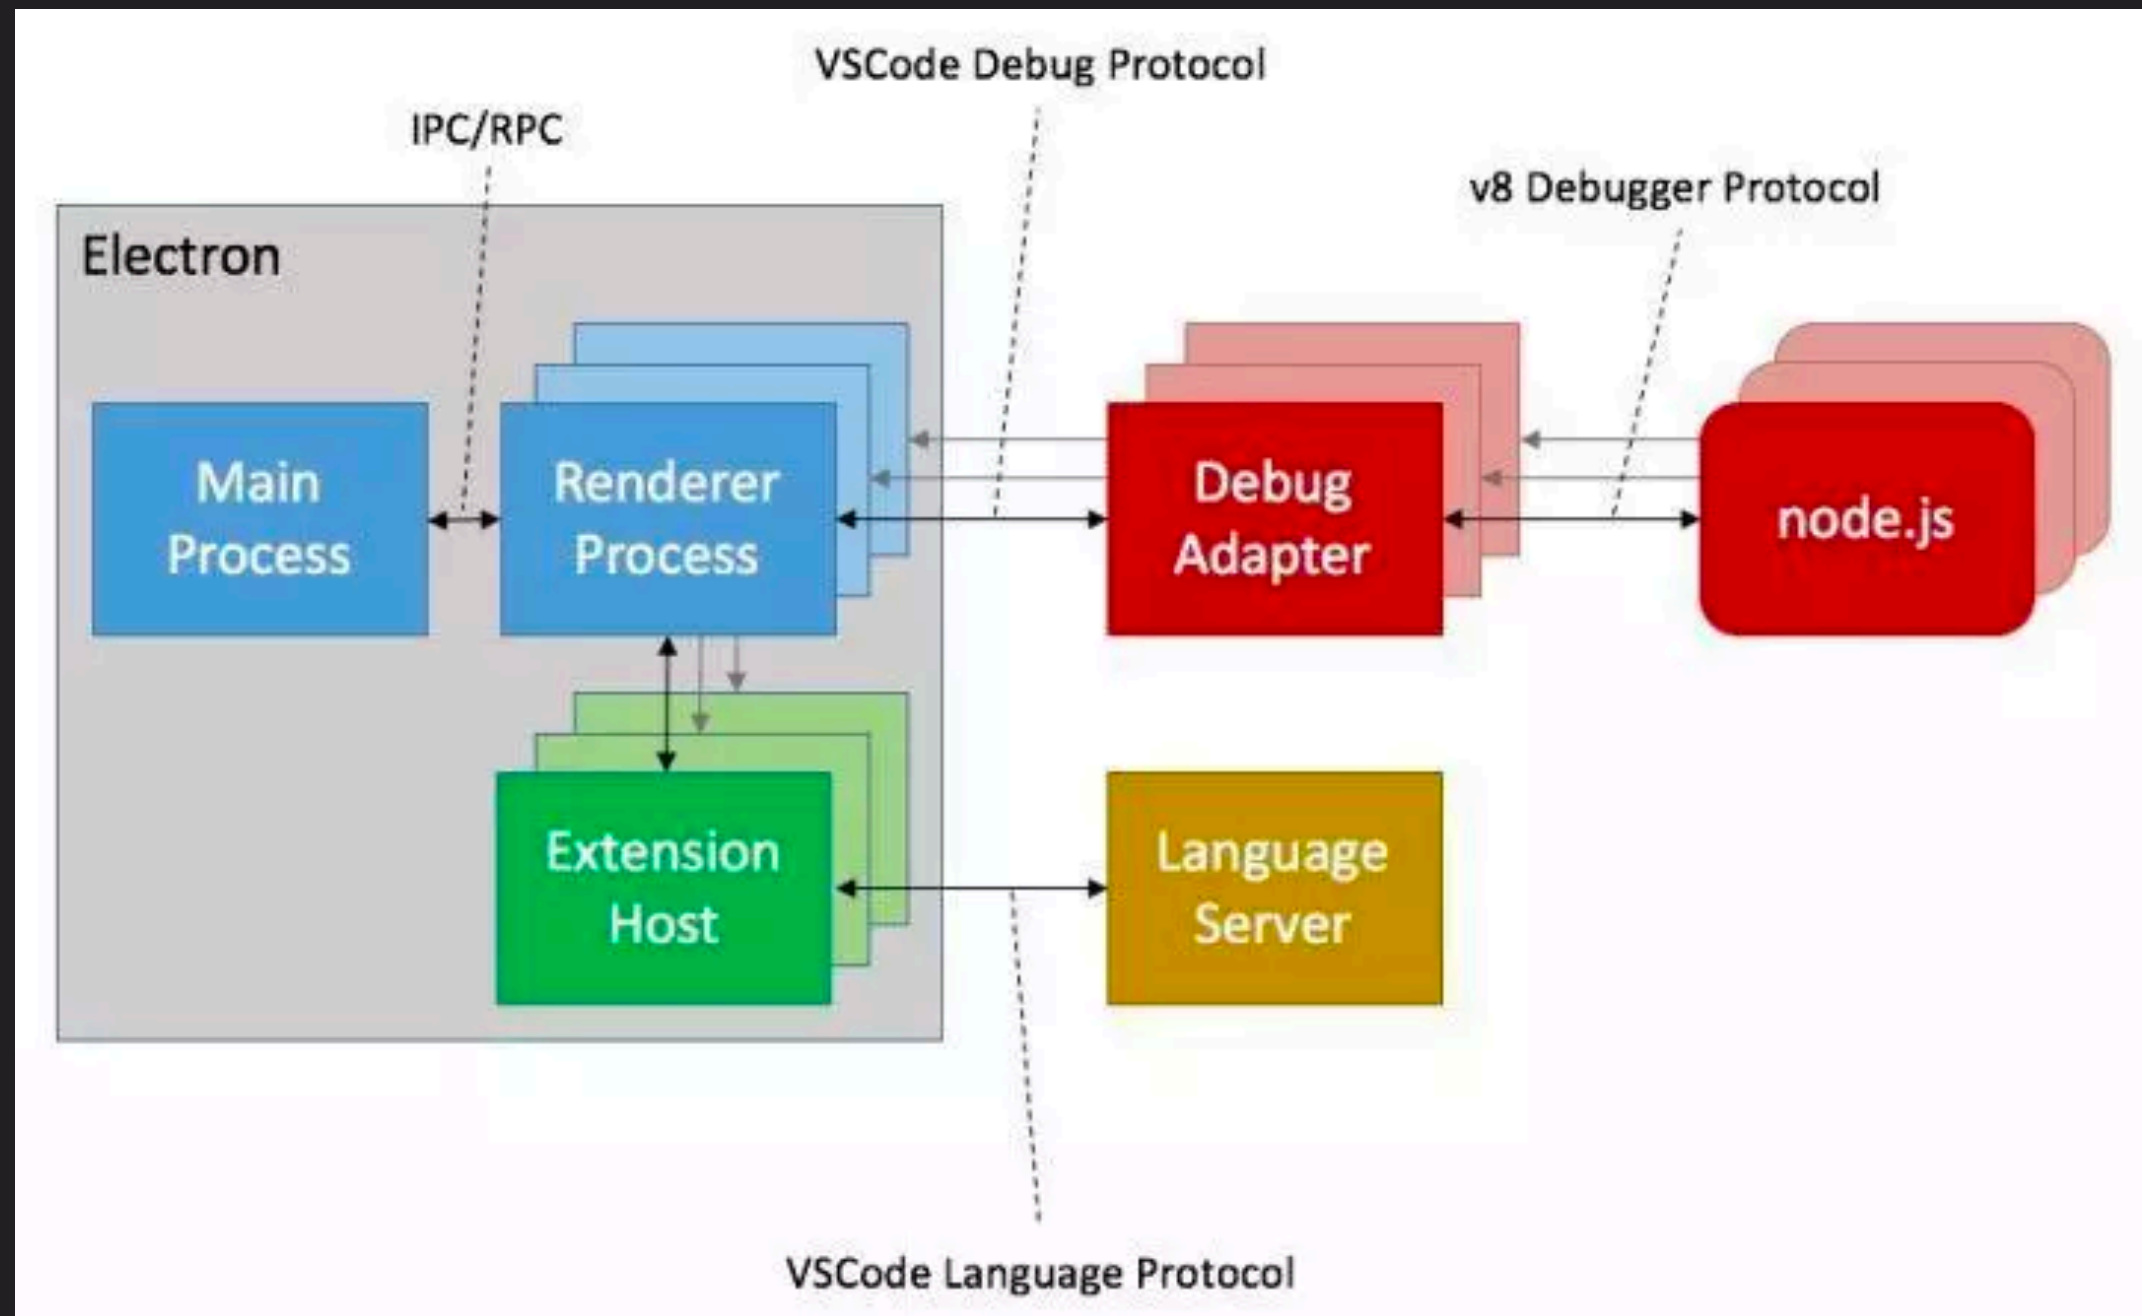 VSCode Debug Protocol
IPC/RPC
v8 Debugger Protocol
Electron
Main
Process
Renderer
Process
Debug
Adapter
node.js
Extension
Host
Language
Server
VSCode Language Protocol